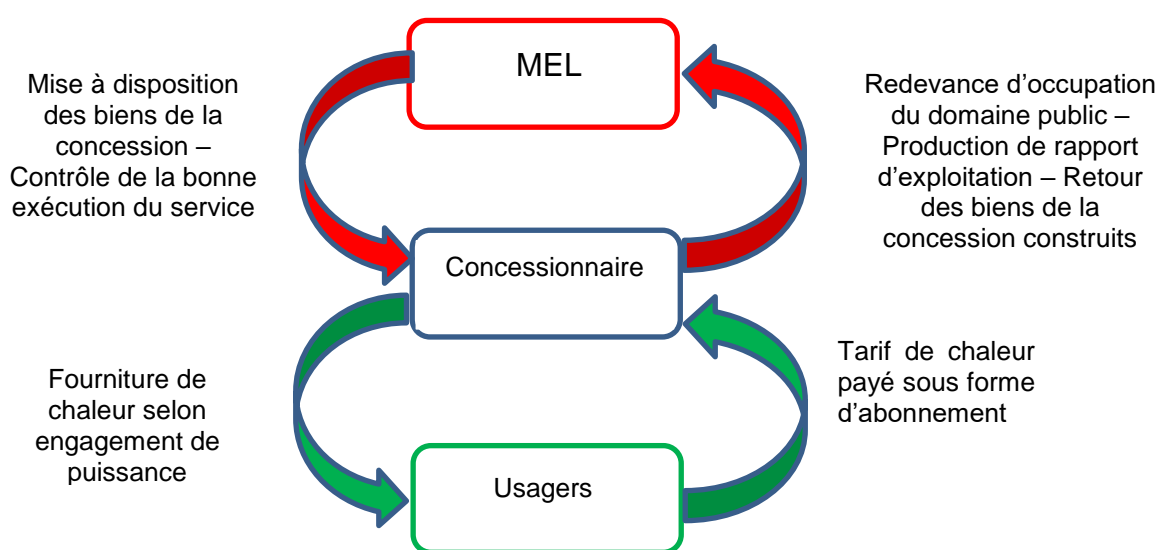 MEL
Mise à disposition
des biens de la
concession –
Contrôle de la bonne
exécution du service
Redevance d’occupation
du domaine public –
Production de rapport
d’exploitation – Retour
des biens de la
concession construits
Concessionnaire
Fourniture de
chaleur selon
engagement de
puissance
Tarif de chaleur
payé sous forme
d’abonnement
Usagers